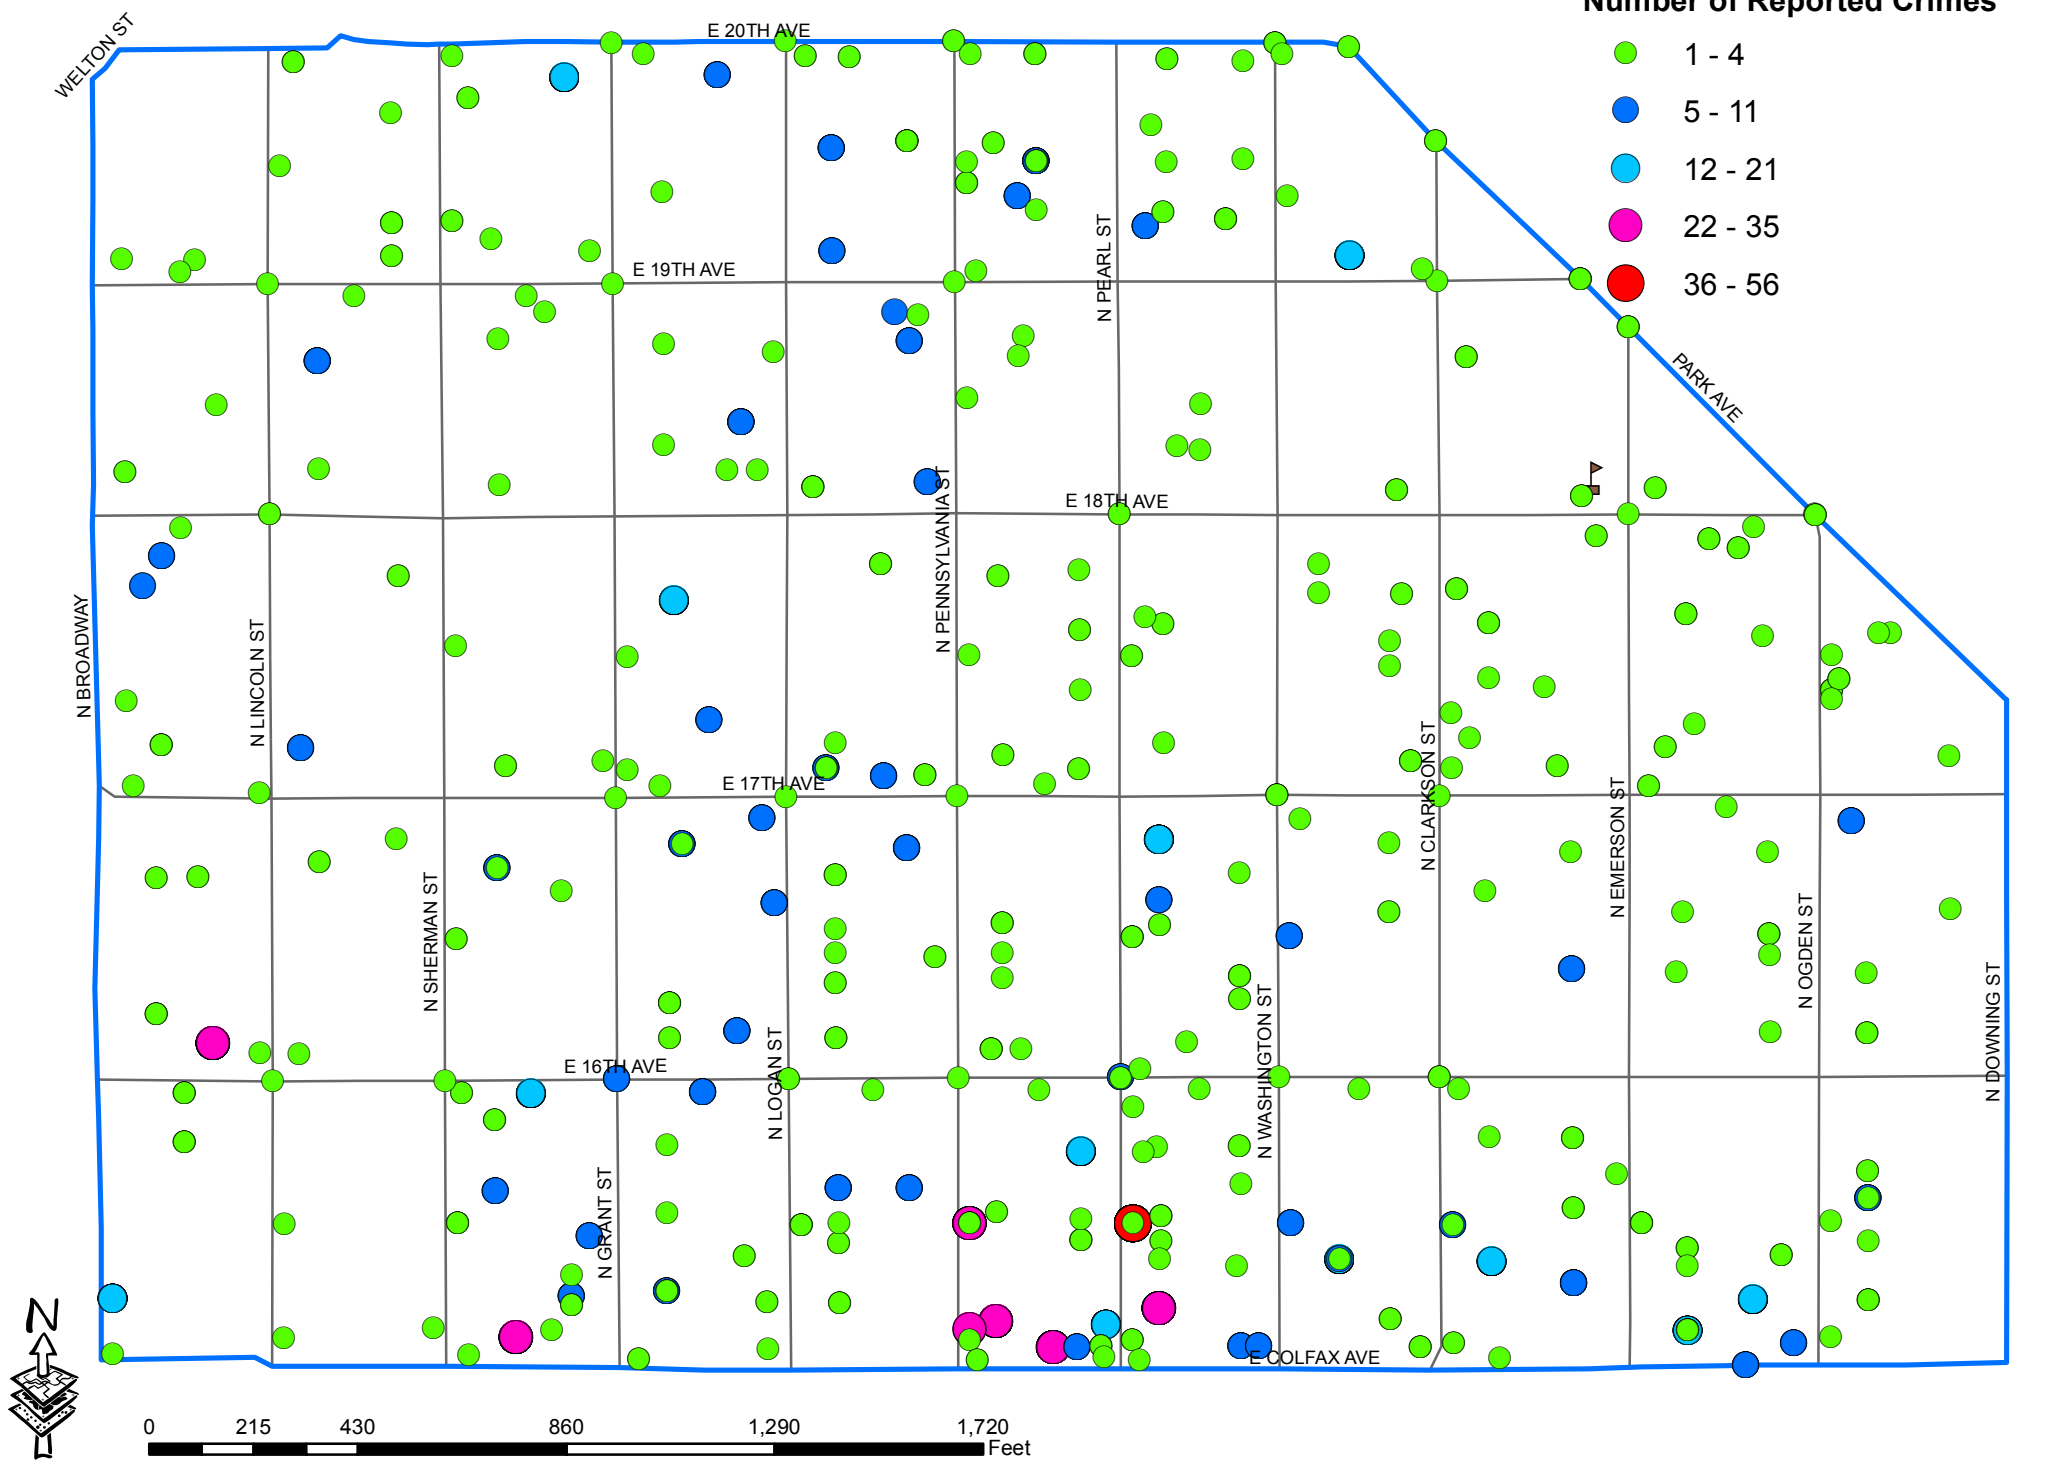 Number of Reported Crimes
1 - 4
5 - 11
12 - 21
22 - 35
36 - 56
WELTON ST
E 20TH AVE
E 19TH AVE
N PEARL ST
PARK AVE
E 18TH AVE
N PENNSYLVANIA ST
N BROADWAY
N LINCOLN ST
E 17TH AVE
N CLARKSON ST
N EMERSON ST
N SHERMAN ST
N OGDEN ST
N DOWNING ST
N WASHINGTON ST
N LOGAN ST
E 16TH AVE
N GRANT ST
E COLFAX AVE
N
0 215 430 860 1,290 1,720
Feet